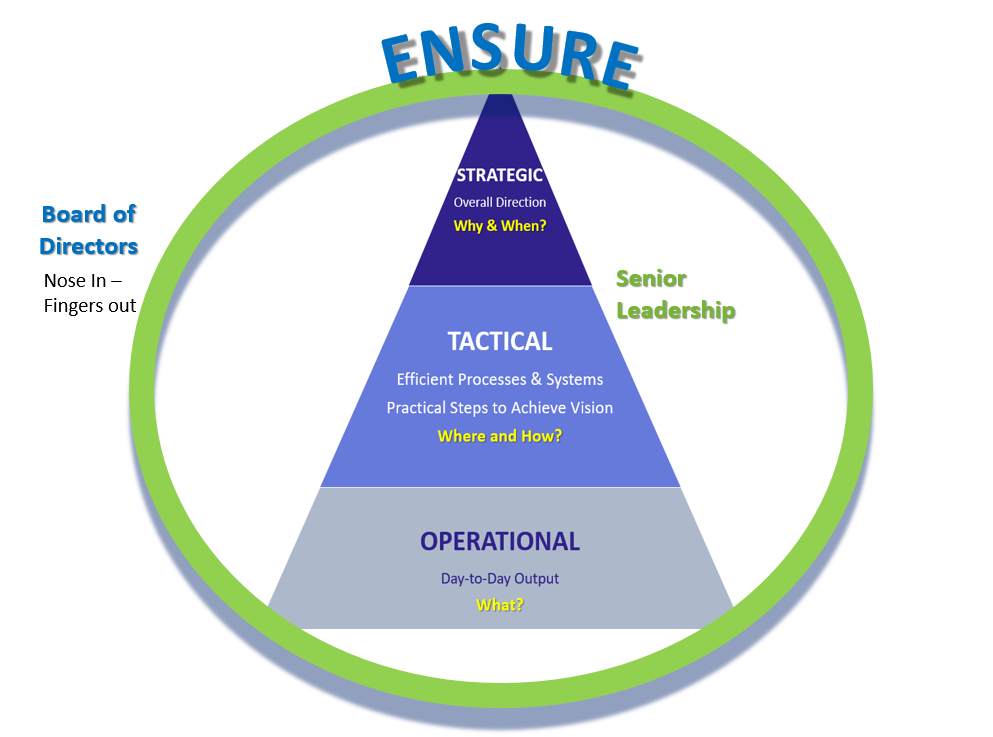 ENSURE
Board of
Directors
Nose In –
Fingers out
STRATEGIC
Overall Direction
Why & When?
Senior
Leadership
TACTICAL
Efficient Processes & Systems
Practical Steps to Achieve Vision
Where and How?
OPERATIONAL
Day-to-Day Output
What?